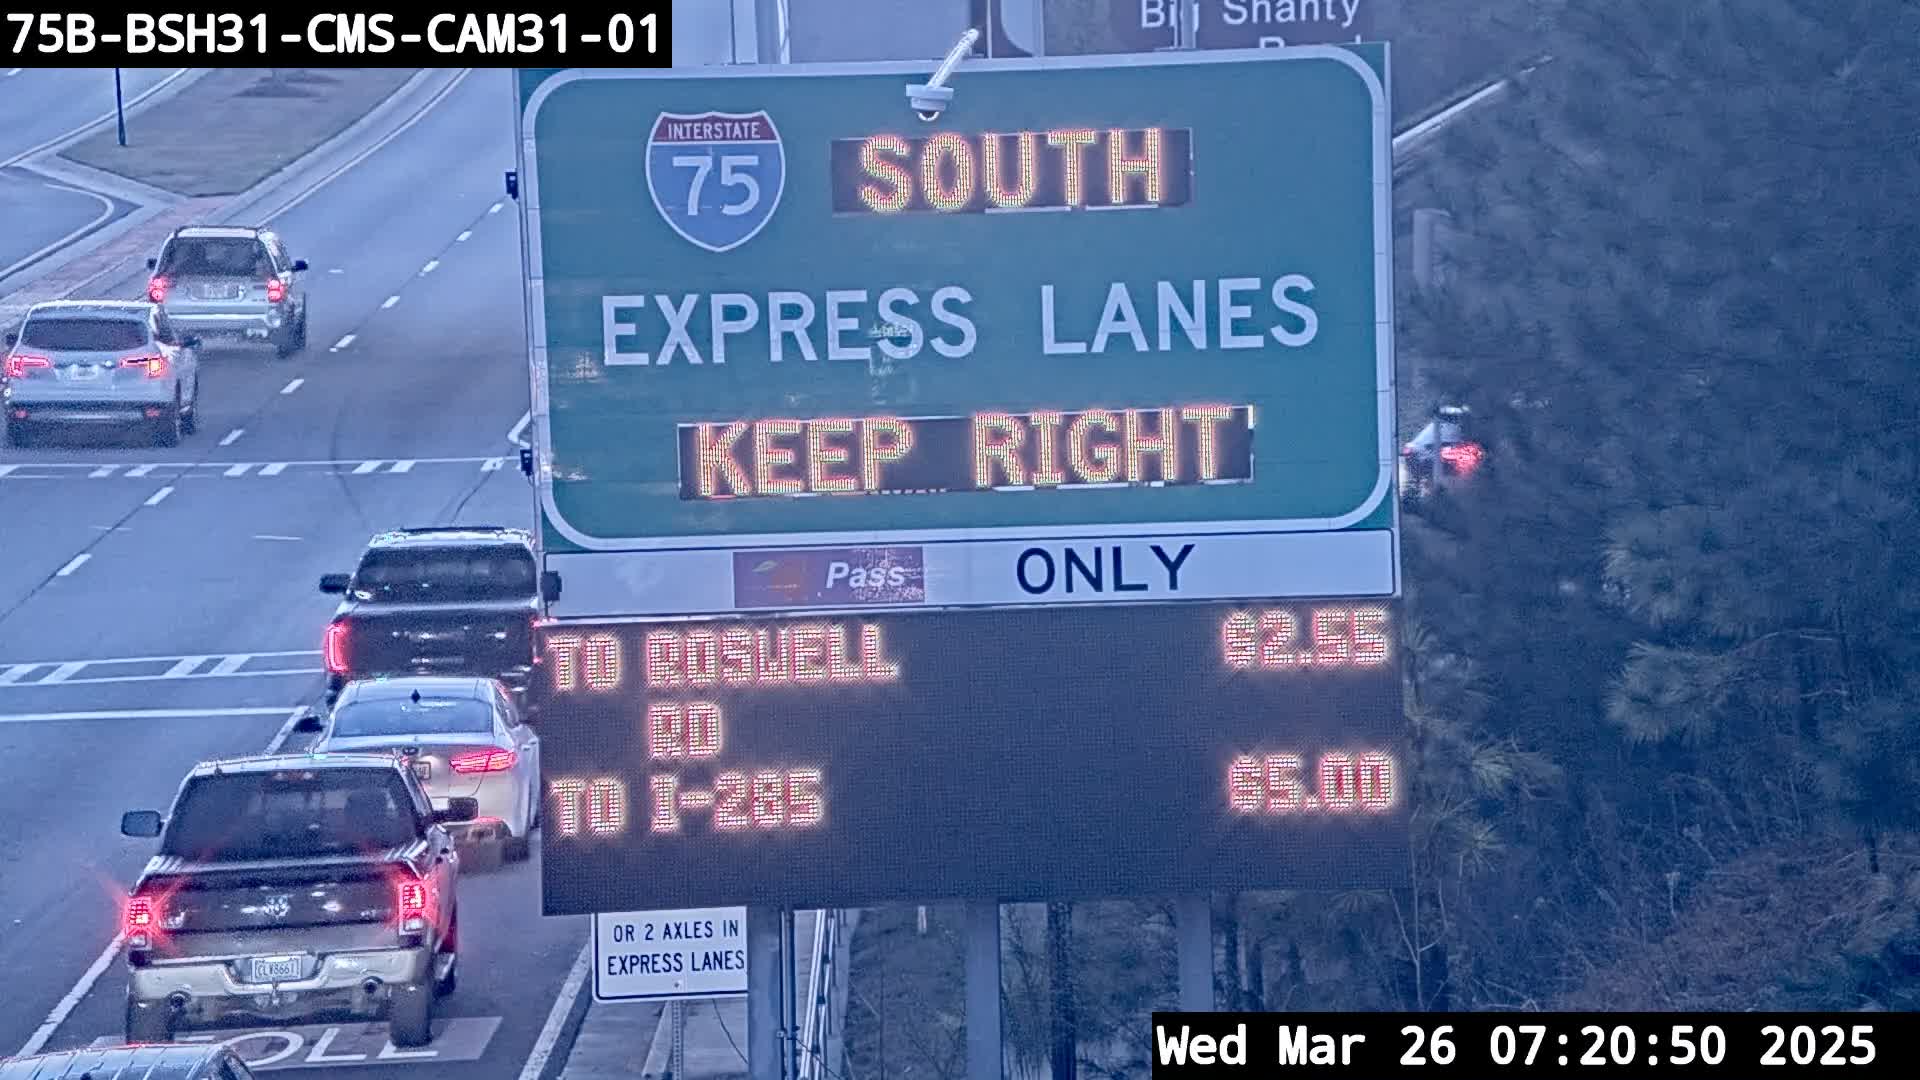 75B-BSH31-CMS-CAM31-01
Big Shanty
Road
INTERSTATE
75
SOUTH
EXPRESS LANES
KEEP RIGHT
Pass ONLY
TO ROSWELL $2.55
RD
TO I-285 $5.00
OR 2 AXLES IN
EXPRESS LANES
TOLL
Wed Mar 26 07:20:50 2025